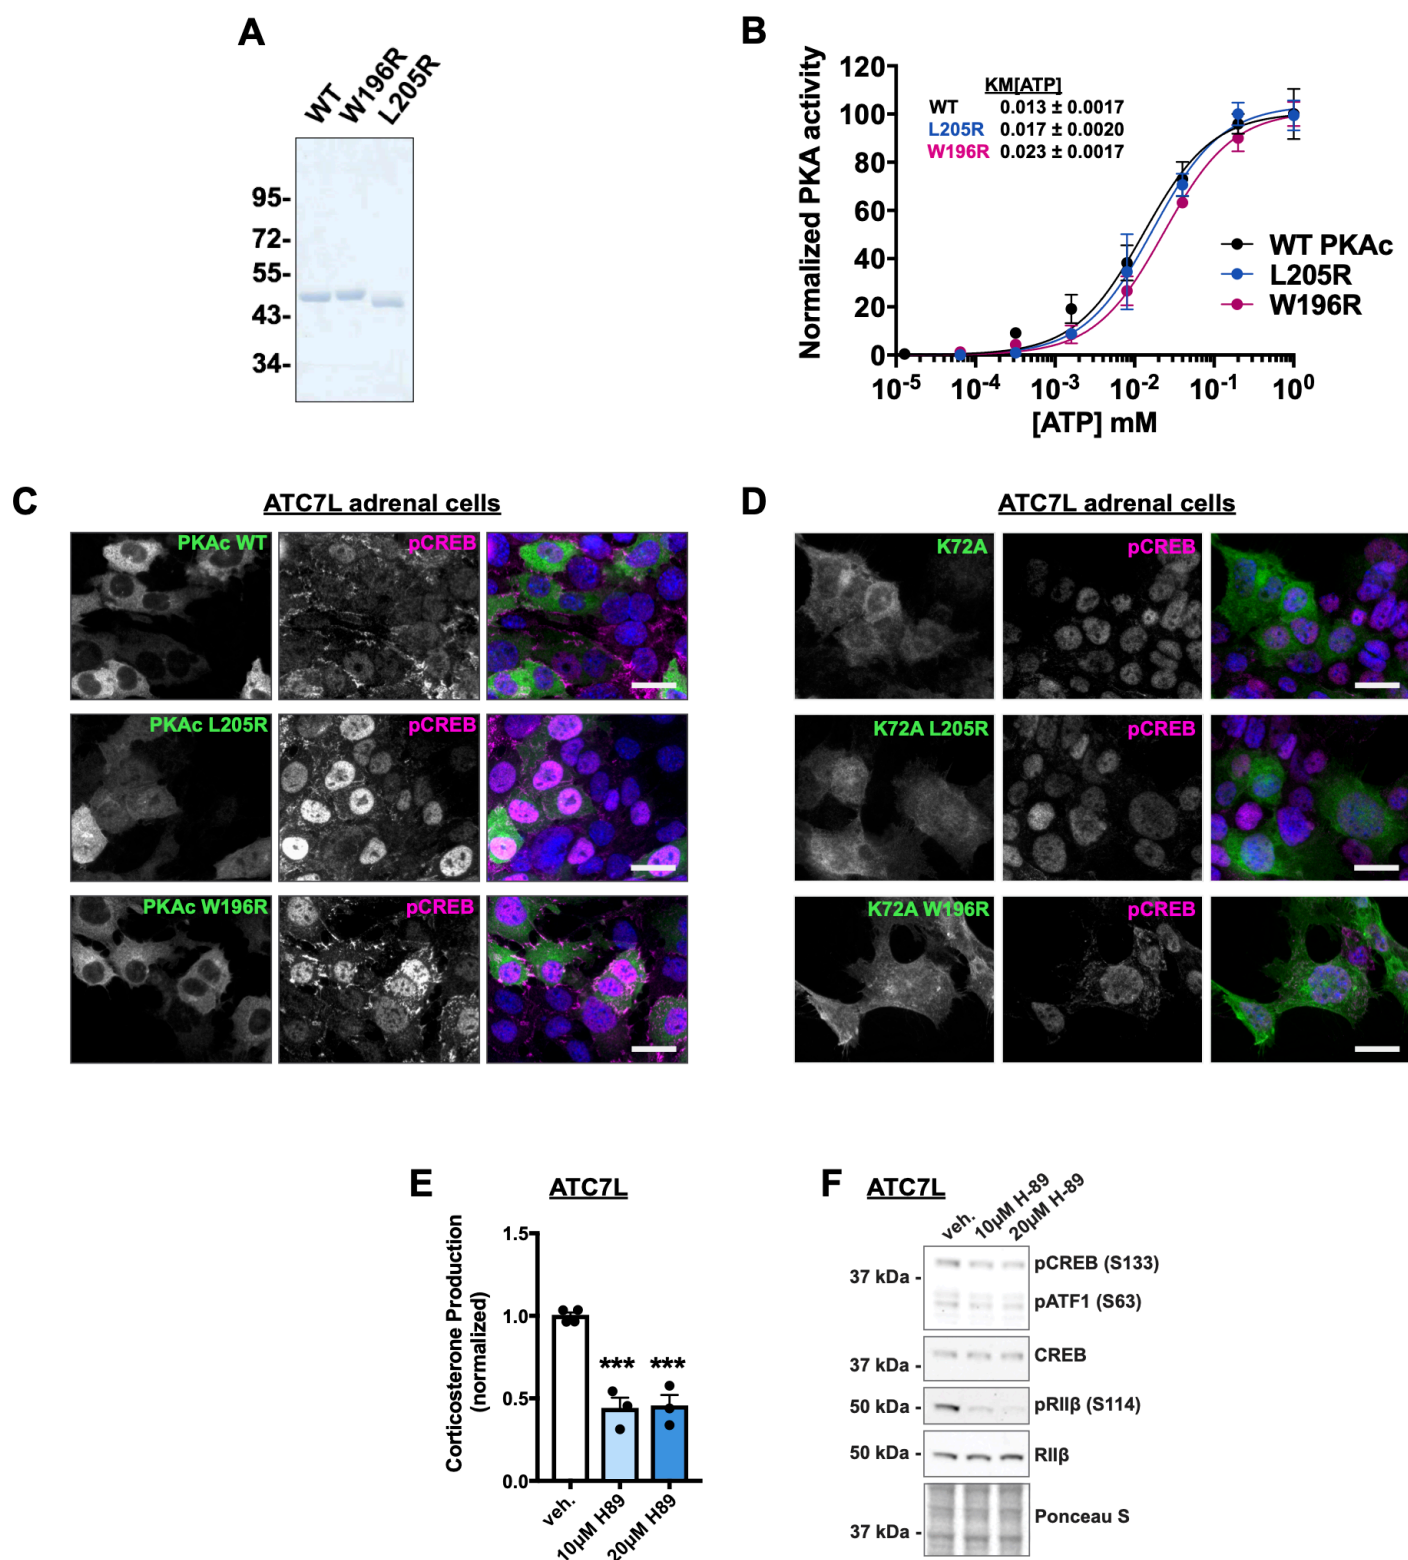 A
WT
W196R
L205R
95-
72-
55-
43-
34-
B
Normalized PKA activity
120
100
80
60
40
20
0
KM[ATP]
WT 0.013 ± 0.0017
L205R 0.017 ± 0.0020
W196R 0.023 ± 0.0017
WT PKAc
L205R
W196R
10-5 10-4 10-3 10-2 10-1 100
[ATP] mM
C
ATC7L adrenal cells
PKAc WT
pCREB
PKAc L205R
pCREB
PKAc W196R
pCREB
D
ATC7L adrenal cells
K72A
pCREB
K72A L205R
pCREB
K72A W196R
pCREB
E
ATC7L
Corticosterone Production
(normalized)
1.5
1.0
0.5
0.0
*** ***
veh.
10µM H89
20µM H89
F
ATC7L
veh.
10µM H-89
20µM H-89
37 kDa -
pCREB (S133)
pATF1 (S63)
37 kDa -
CREB
50 kDa -
pRIIβ (S114)
50 kDa -
RIIβ
37 kDa -
Ponceau S